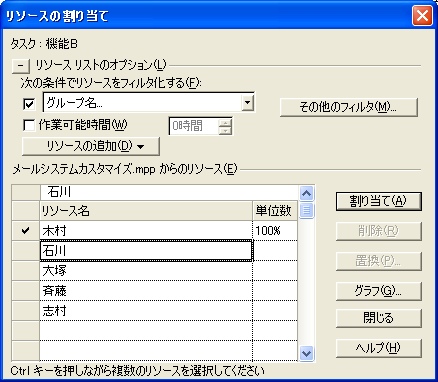 リソースの割り当て
タスク : 機能B
リソース リストのオプション(L)
次の条件でリソースをフィルタ化する(F):
グループ名...
その他のフィルタ(M)...
作業可能時間(W)
0時間
リソースの追加(D)
メールシステムカスタマイズ.mpp からのリソース(E)
石川
リソース名 単位数
木村 100%
石川
大塚
斉藤
志村
割り当て(A)
削除(R)
置換(P)...
グラフ(G)...
閉じる
ヘルプ(H)
Ctrl キーを押しながら複数のリソースを選択してください